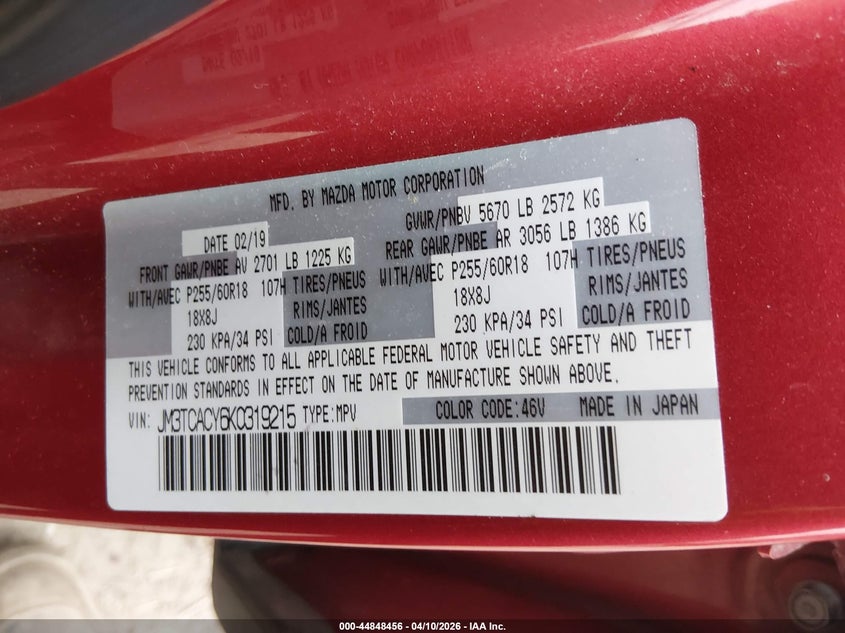 MFD. BY MAZDA MOTOR CORPORATION
DATE 02/19 GVWR/PNBV 5670 LB 2572 KG
FRONT GAWR/PNBE AV 2701 LB 1225 KG REAR GAWR/PNBE AR 3056 LB 1386 KG
WITH/AVEC P255/60R18 107H TIRES/PNEUS WITH/AVEC P255/60R18 107H TIRES/PNEUS
18X8J RIMS/JANTES 18X8J RIMS/JANTES
230 KPA/34 PSI COLD/A FROID 230 KPA/34 PSI COLD/A FROID
THIS VEHICLE CONFORMS TO ALL APPLICABLE FEDERAL MOTOR VEHICLE SAFETY AND THEFT
PREVENTION STANDARDS IN EFFECT ON THE DATE OF MANUFACTURE SHOWN ABOVE.
VIN: JM3TCACY6K0319215 TYPE:MPV COLOR CODE:46V MADE IN JAPAN
000-44848456 - 04/10/2026 - IAA Inc.